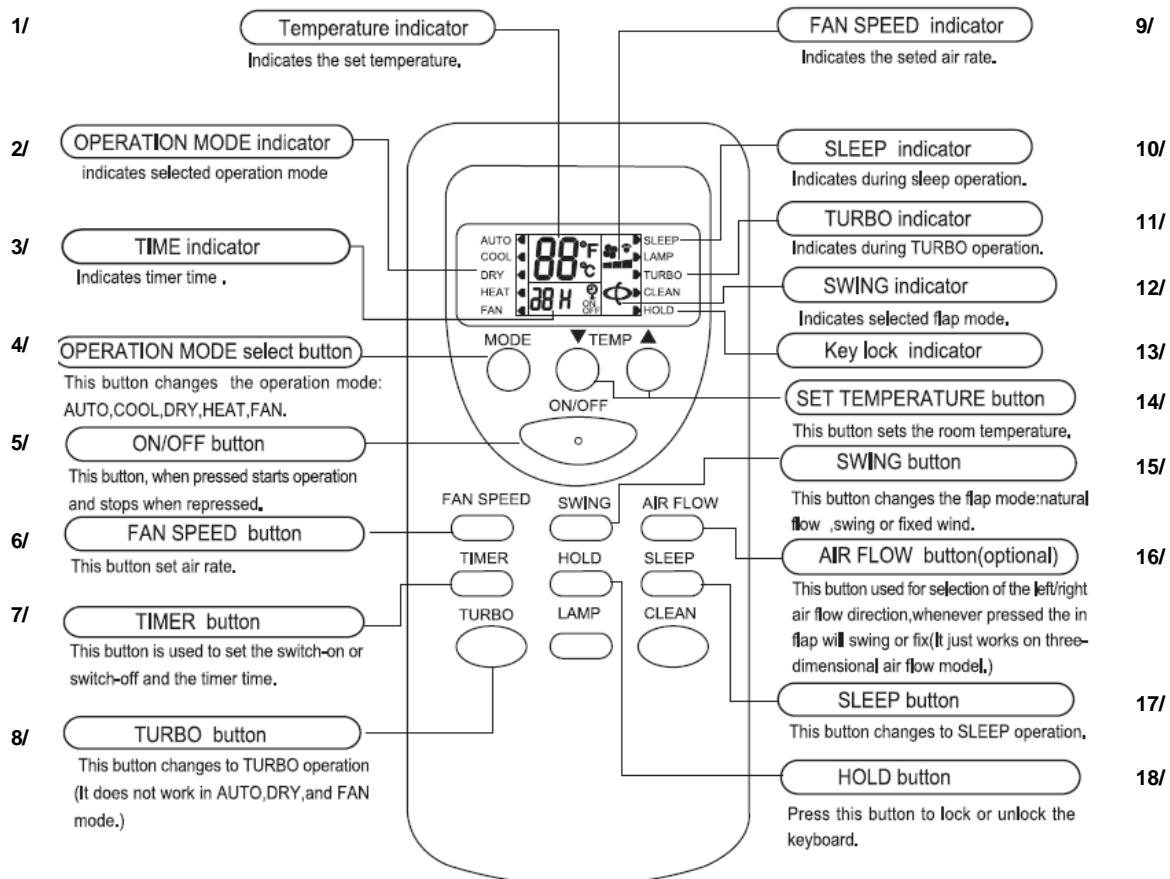 1/
Temperature indicator
Indicates the set temperature.
2/
OPERATION MODE indicator
indicates selected operation mode
3/
TIME indicator
Indicates timer time .
4/
OPERATION MODE select button
This button changes the operation mode:
AUTO,COOL,DRY,HEAT,FAN.
5/
ON/OFF button
This button, when pressed starts operation
and stops when repressed.
6/
FAN SPEED button
This button set air rate.
7/
TIMER button
This button is used to set the switch-on or
switch-off and the timer time.
8/
TURBO button
This button changes to TURBO operation
(It does not work in AUTO,DRY,and FAN
mode.)
AUTO
COOL
DRY
HEAT
FAN
88 °F
°C
88 H
ON
OFF
SLEEP
LAMP
TURBO
CLEAN
HOLD
MODE ▼ TEMP ▲
ON/OFF
FAN SPEED SWING AIR FLOW
TIMER HOLD SLEEP
TURBO LAMP CLEAN
9/
FAN SPEED indicator
Indicates the seted air rate.
10/
SLEEP indicator
Indicates during sleep operation.
11/
TURBO indicator
Indicates during TURBO operation.
12/
SWING indicator
Indicates selected flap mode.
13/
Key lock indicator
14/
SET TEMPERATURE button
This button sets the room temperature.
15/
SWING button
This button changes the flap mode:natural
flow ,swing or fixed wind.
16/
AIR FLOW button(optional)
This button used for selection of the left/right
air flow direction,whenever pressed the in
flap will swing or fix(It just works on three-
dimensional air flow model.)
17/
SLEEP button
This button changes to SLEEP operation.
18/
HOLD button
Press this button to lock or unlock the
keyboard.